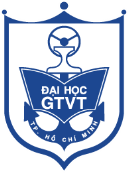 ĐẠI HỌC
GTVT
TP. HỒ CHÍ MINH